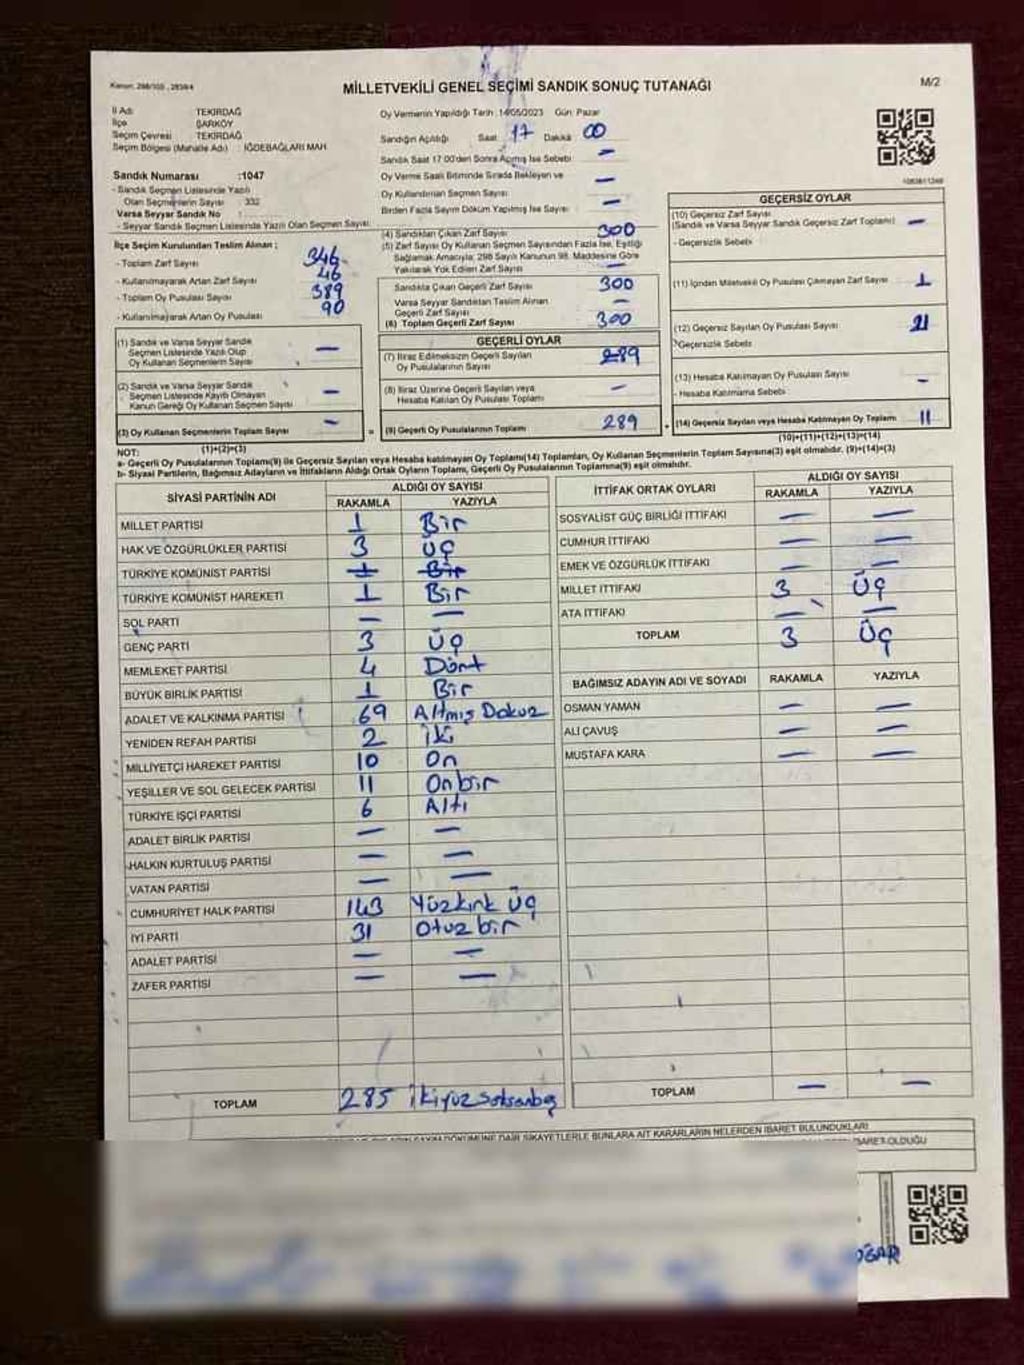 Kanun: 298/105 , 2839/4
MİLLETVEKİLİ GENEL SEÇİMİ SANDIK SONUÇ TUTANAĞI
M/2
İl Adı TEKİRDAĞ
İlçe ŞARKÖY
Seçim Çevresi TEKİRDAĞ
Seçim Bölgesi (Mahalle Adı) : İĞDEBAĞLARI MAH.
Sandık Numarası :1047
- Sandık Seçmen Listesinde Yazılı
Olan Seçmenlerin Sayısı : 332
Varsa Seyyar Sandık No :
- Seyyar Sandık Seçmen Listesinde Yazılı Olan Seçmen Sayısı:
İlçe Seçim Kurulundan Teslim Alınan ;
- Toplam Zarf Sayısı 346
- Kullanılmayarak Artan Zarf Sayısı 46
- Toplam Oy Pusulası Sayısı 389
- Kullanılmayarak Artan Oy Pusulası 90
(1) Sandık ve Varsa Seyyar Sandık
Seçmen Listesinde Yazılı Olup
Oy Kullanan Seçmenlerin Sayısı —
(2) Sandık ve Varsa Seyyar Sandık
Seçmen Listesinde Kayıtlı Olmayan
Kanun Gereği Oy Kullanan Seçmen Sayısı —
(3) Oy Kullanan Seçmenlerin Toplam Sayısı —
(1)+(2)=(3)
Oy Vermenin Yapıldığı Tarih :14/05/2023 Gün: Pazar
Sandığın Açıldığı Saat 17 Dakika 00
Sandık Saat 17:00'den Sonra Açılmış İse Sebebi —
Oy Verme Saati Bitiminde Sırada Bekleyen ve
Oy Kullandırılan Seçmen Sayısı —
Birden Fazla Sayım Döküm Yapılmış İse Sayısı —
(4) Sandıktan Çıkan Zarf Sayısı 300
(5) Zarf Sayısı Oy Kullanan Seçmen Sayısından Fazla İse, Eşitliği
Sağlamak Amacıyla; 298 Sayılı Kanunun 98. Maddesine Göre
Yakılarak Yok Edilen Zarf Sayısı —
Sandıkta Çıkan Geçerli Zarf Sayısı 300
Varsa Seyyar Sandıktan Teslim Alınan
Geçerli Zarf Sayısı —
(6) Toplam Geçerli Zarf Sayısı 300
GEÇERLİ OYLAR
(7) İtiraz Edilmeksizin Geçerli Sayılan
Oy Pusulalarının Sayısı 289
(8) İtiraz Üzerine Geçerli Sayılan veya
Hesaba Katılan Oy Pusulası Toplamı —
(9) Geçerli Oy Pusulalarının Toplamı 289
GEÇERSİZ OYLAR
(10) Geçersiz Zarf Sayısı
(Sandık ve Varsa Seyyar Sandık Geçersiz Zarf Toplamı) —
- Geçersizlik Sebebi
(11) İçinden Milletvekili Oy Pusulası Çıkmayan Zarf Sayısı 1
(12) Geçersiz Sayılan Oy Pusulası Sayısı
Geçersizlik Sebebi
(13) Hesaba Katılmayan Oy Pusulası Sayısı —
- Hesaba Katılmama Sebebi
(14) Geçersiz Sayılan veya Hesaba Katılmayan Oy Toplamı 11
(10)+(11)+(12)+(13)=(14)
NOT:
a- Geçerli Oy Pusulalarının Toplamı(9) ile Geçersiz Sayılan veya Hesaba katılmayan Oy Toplamı(14) Toplamları, Oy Kullanan Seçmenlerin Toplam Sayısına(3) eşit olmalıdır. (9)+(14)=(3)
b- Siyasi Partilerin, Bağımsız Adayların ve İttifakların Aldığı Ortak Oyların Toplamı, Geçerli Oy Pusulalarının Toplamına(9) eşit olmalıdır.
SİYASİ PARTİNİN ADI ALDIĞI OY SAYISI
RAKAMLA YAZIYLA
MİLLET PARTİSİ 1 Bir
HAK VE ÖZGÜRLÜKLER PARTİSİ 3 Üç
TÜRKİYE KOMÜNİST PARTİSİ 1 Bir
TÜRKİYE KOMÜNİST HAREKETİ 1 Bir
SOL PARTİ — —
GENÇ PARTİ 3 Üç
MEMLEKET PARTİSİ 4 Dört
BÜYÜK BİRLİK PARTİSİ 1 Bir
ADALET VE KALKINMA PARTİSİ 69 Altmış Dokuz
YENİDEN REFAH PARTİSİ 2 İki
MİLLİYETÇİ HAREKET PARTİSİ 10 On
YEŞİLLER VE SOL GELECEK PARTİSİ 11 Onbir
TÜRKİYE İŞÇİ PARTİSİ 6 Altı
ADALET BİRLİK PARTİSİ — —
HALKIN KURTULUŞ PARTİSİ — —
VATAN PARTİSİ — —
CUMHURİYET HALK PARTİSİ 143 Yüzkırk Üç
İYİ PARTİ 31 Otuz bir
ADALET PARTİSİ — —
ZAFER PARTİSİ — —
TOPLAM 285 İkiyüzseksenbeş
İTTİFAK ORTAK OYLARI ALDIĞI OY SAYISI
RAKAMLA YAZIYLA
SOSYALİST GÜÇ BİRLİĞİ İTTİFAKI — —
CUMHUR İTTİFAKI — —
EMEK VE ÖZGÜRLÜK İTTİFAKI — —
MİLLET İTTİFAKI 3 Üç
ATA İTTİFAKI — —
TOPLAM 3 Üç
BAĞIMSIZ ADAYIN ADI VE SOYADI RAKAMLA YAZIYLA
OSMAN YAMAN — —
ALİ ÇAVUŞ — —
MUSTAFA KARA — —
TOPLAM — —
SAYIM DÖKÜMÜNE DAİR ŞİKAYETLERLE BUNLARA AİT KARARLARIN NELERDEN İBARET BULUNDUKLARI
İBARET OLDUĞU